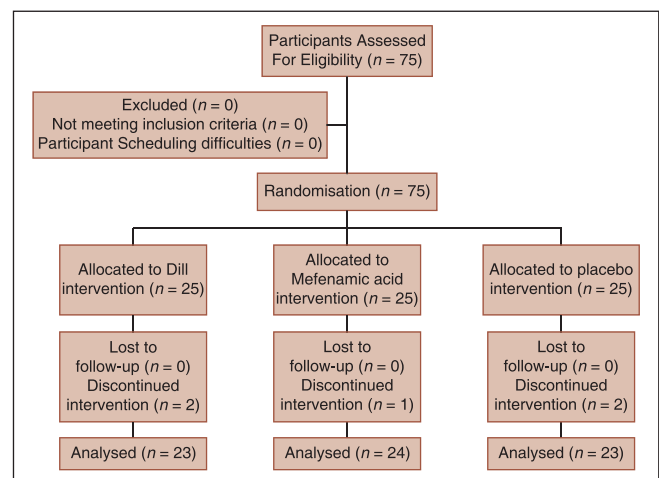 Participants Assessed
For Eligibility (n = 75)
Excluded (n = 0)
Not meeting inclusion criteria (n = 0)
Participant Scheduling difficulties (n = 0)
Randomisation (n = 75)
Allocated to Dill
intervention (n = 25)
Allocated to
Mefenamic acid
intervention (n = 25)
Allocated to placebo
intervention (n = 25)
Lost to
follow-up (n = 0)
Discontinued
intervention (n = 2)
Lost to
follow-up (n = 0)
Discontinued
intervention (n = 1)
Lost to
follow-up (n = 0)
Discontinued
intervention (n = 2)
Analysed (n = 23)
Analysed (n = 24)
Analysed (n = 23)